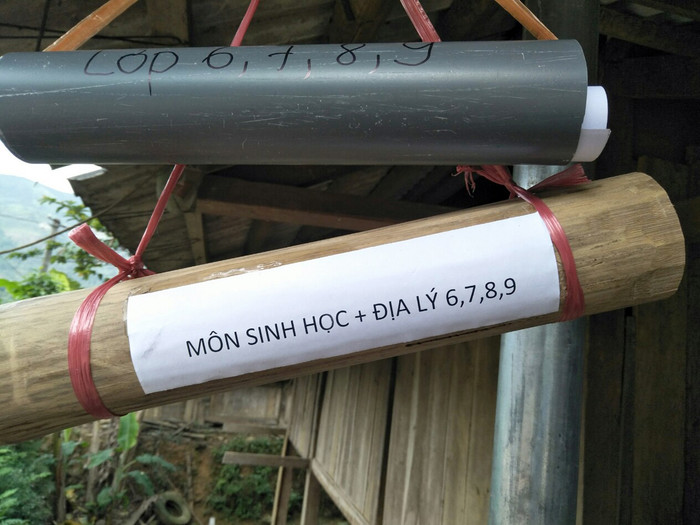 LỚP 6, 7, 8, 9
MÔN SINH HỌC + ĐỊA LÝ 6,7,8,9